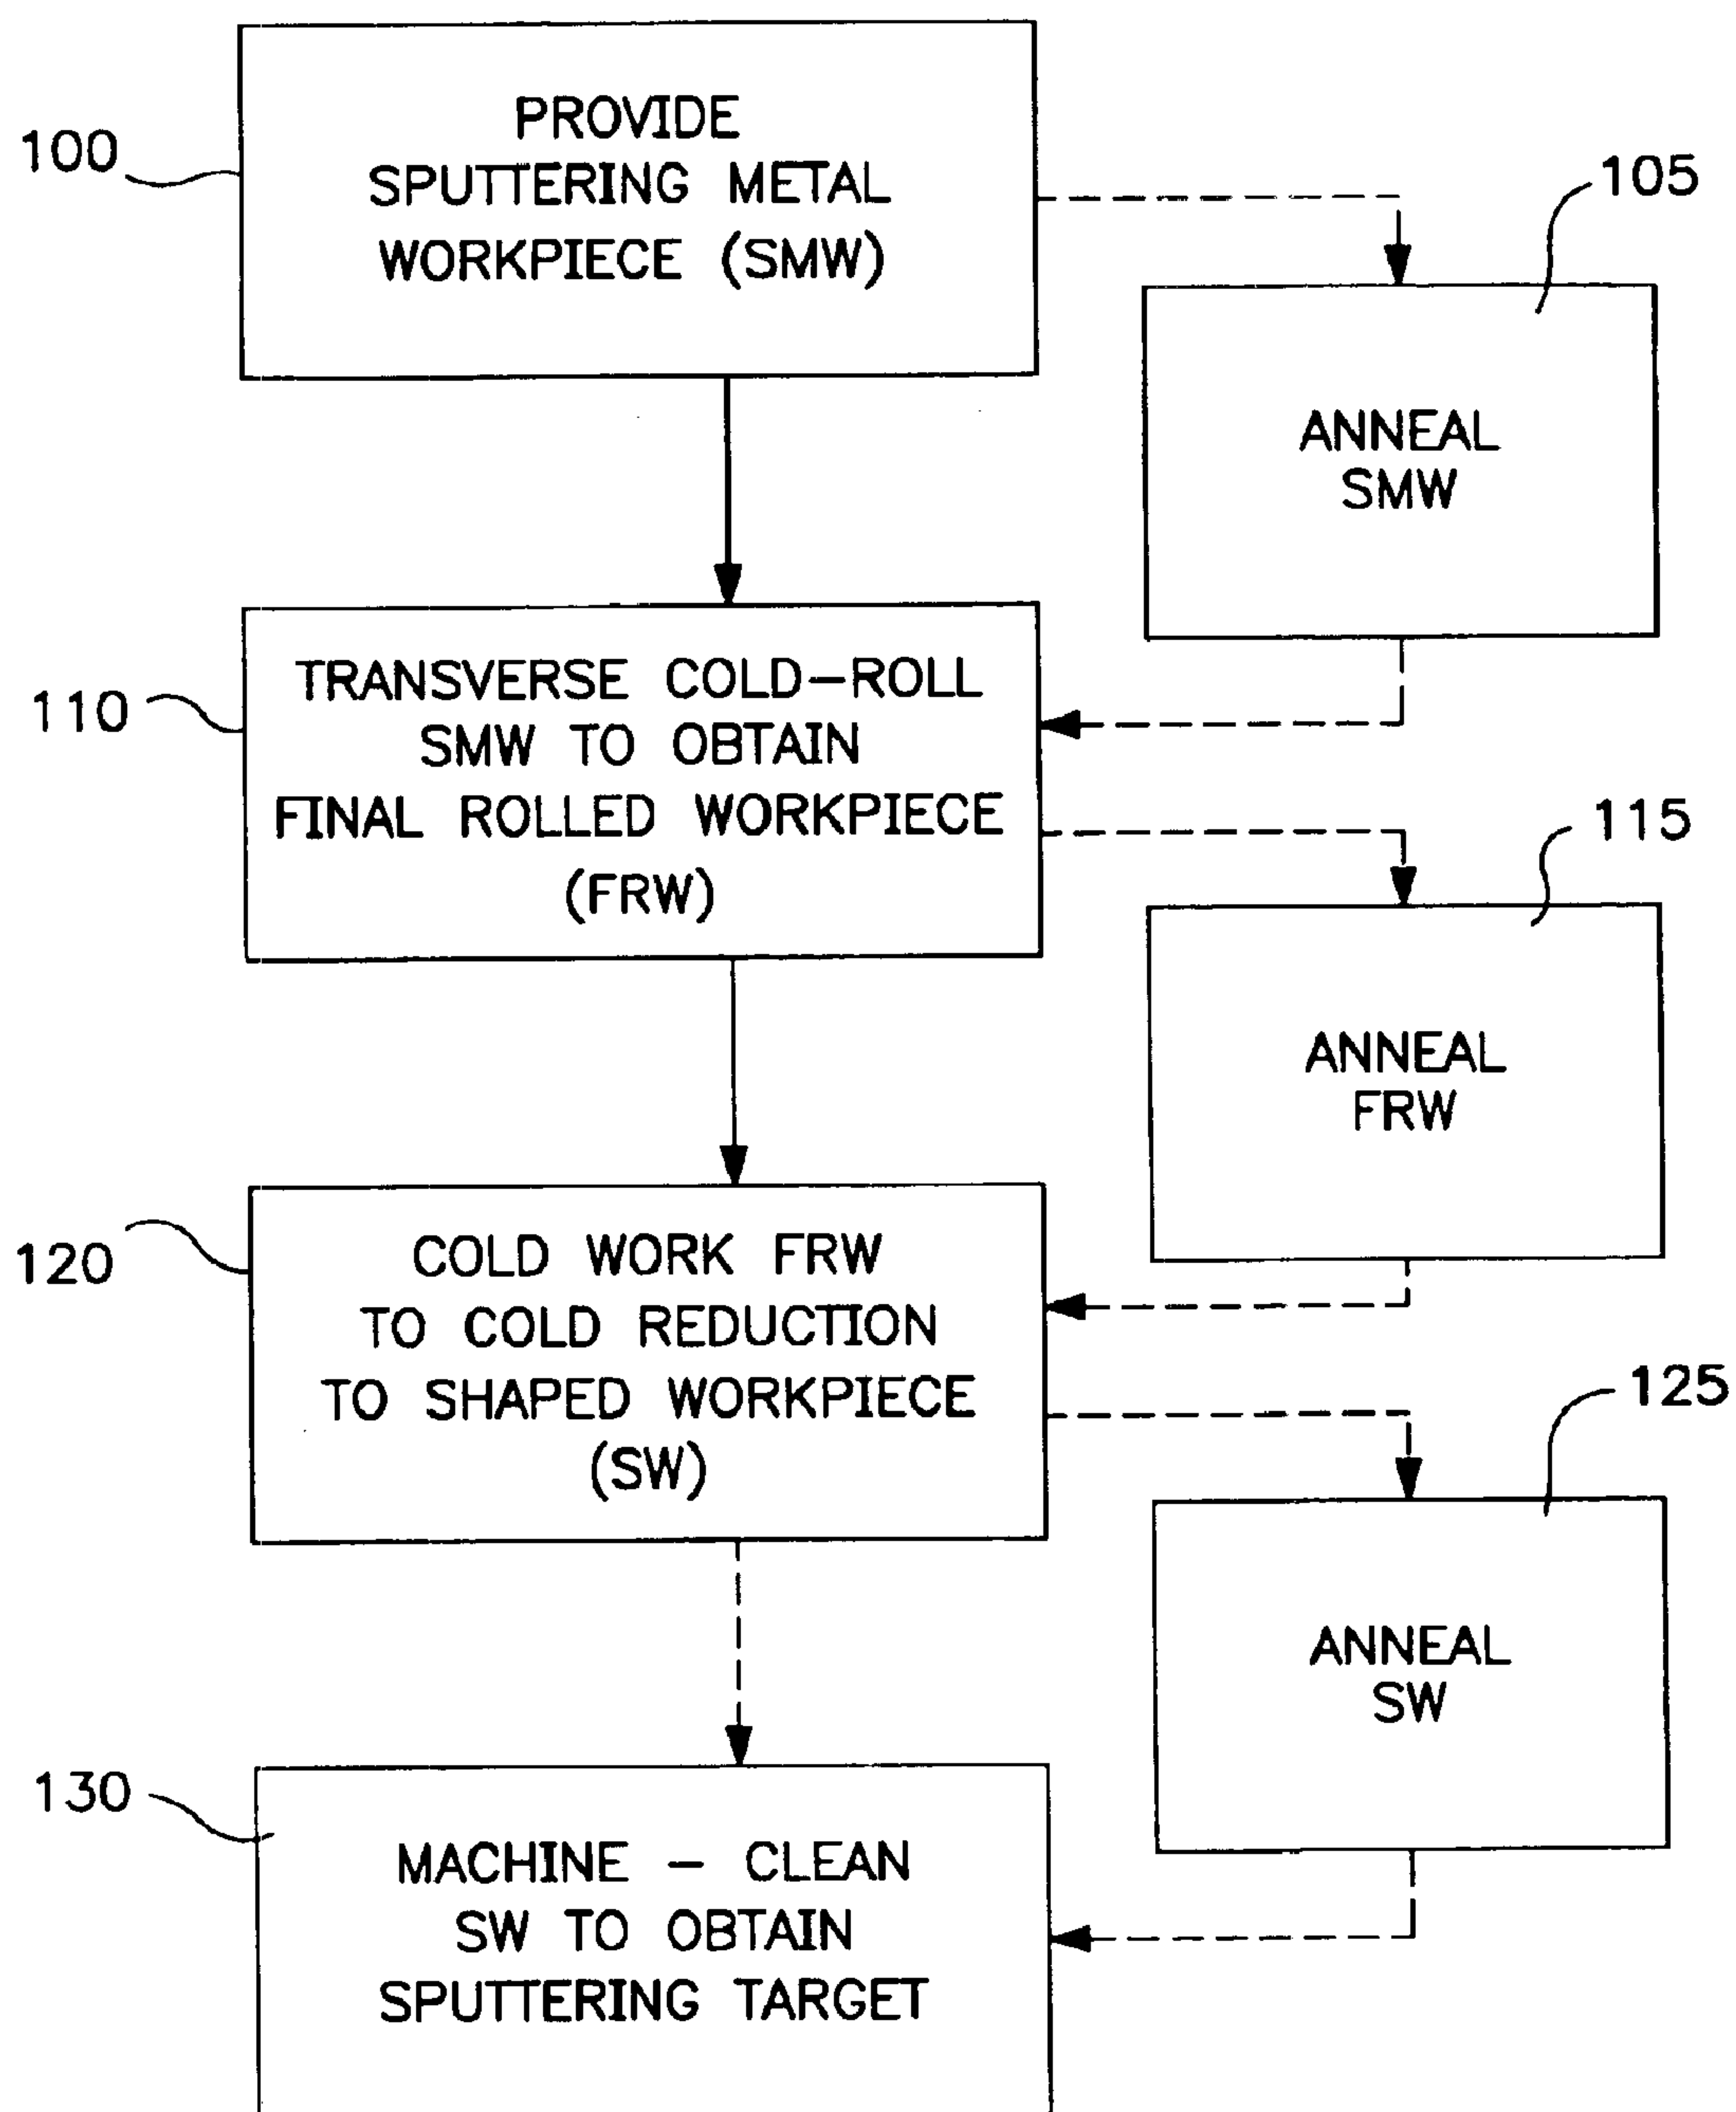 100
PROVIDE
SPUTTERING METAL
WORKPIECE (SMW)
105
ANNEAL
SMW
110
TRANSVERSE COLD-ROLL
SMW TO OBTAIN
FINAL ROLLED WORKPIECE
(FRW)
115
ANNEAL
FRW
120
COLD WORK FRW
TO COLD REDUCTION
TO SHAPED WORKPIECE
(SW)
125
ANNEAL
SW
130
MACHINE - CLEAN
SW TO OBTAIN
SPUTTERING TARGET